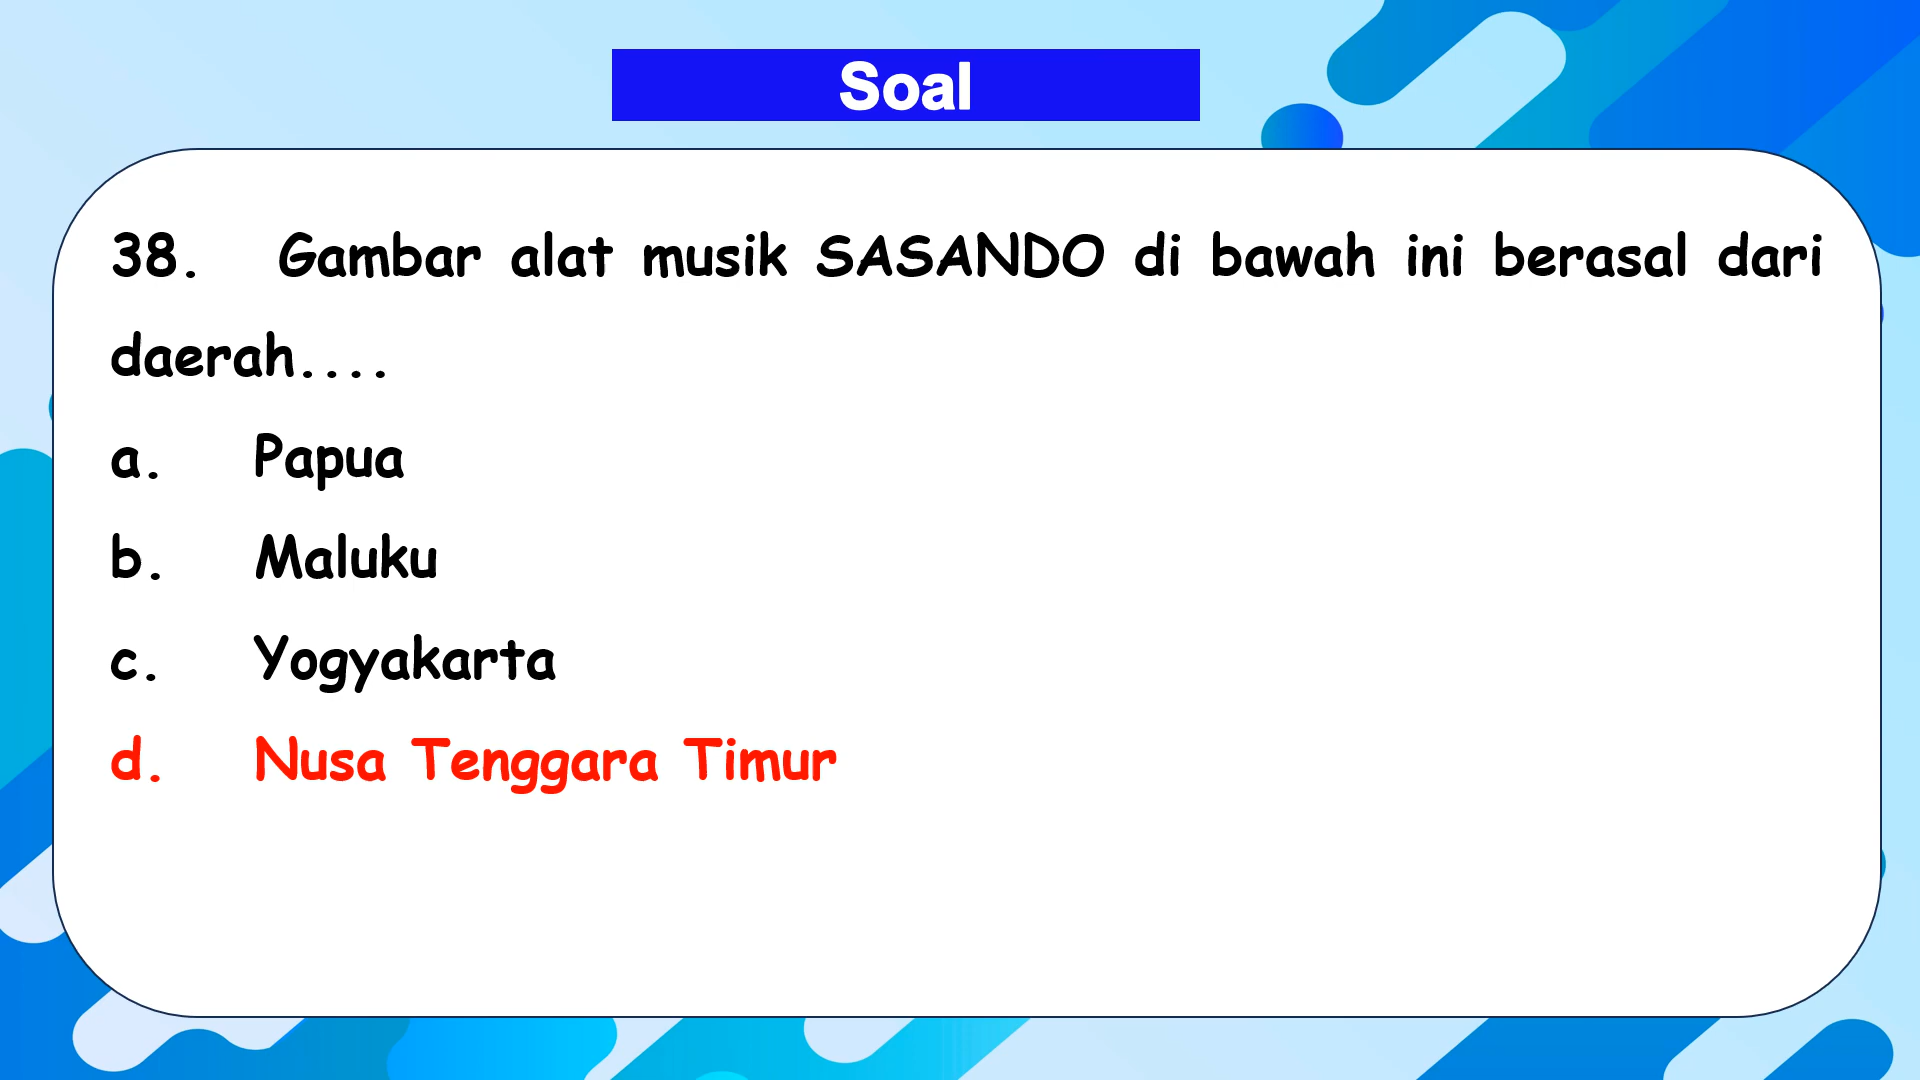 Soal
38. Gambar alat musik SASANDO di bawah ini berasal dari
daerah....
a. Papua
b. Maluku
c. Yogyakarta
d. Nusa Tenggara Timur